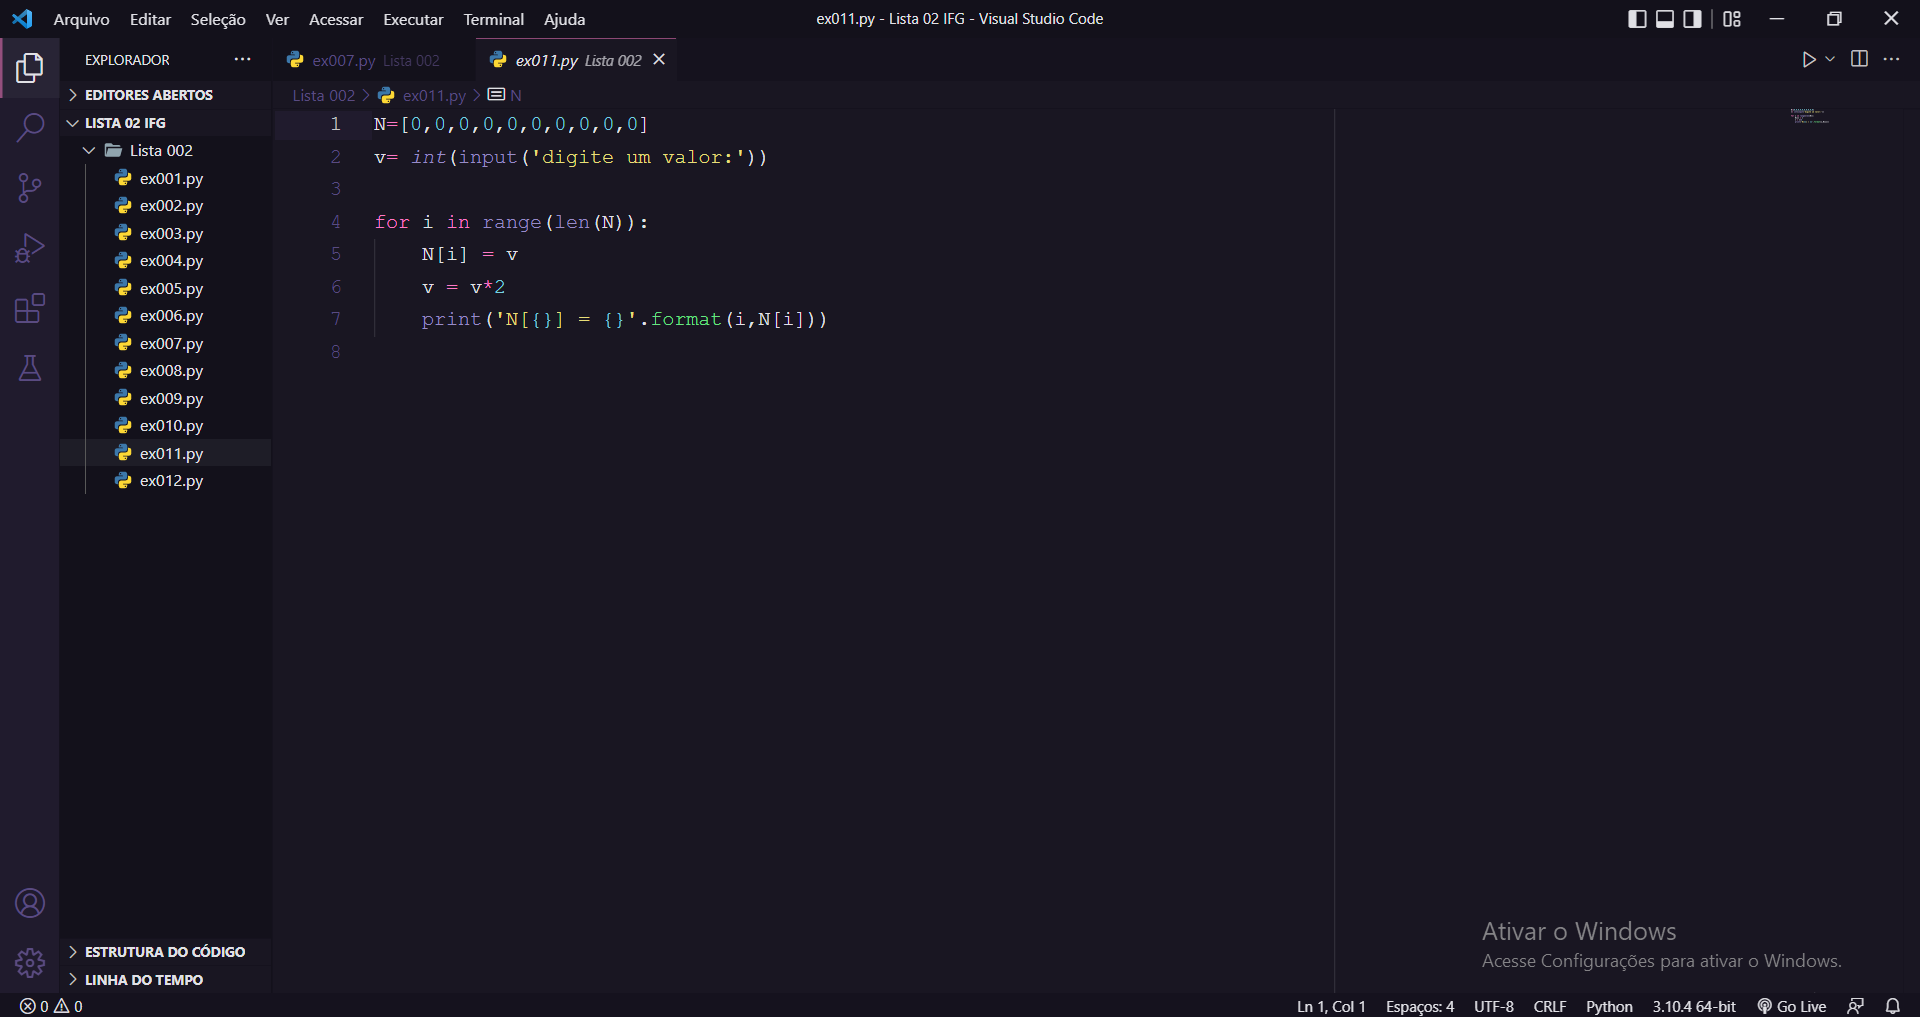 Arquivo Editar Seleção Ver Acessar Executar Terminal Ajuda
ex011.py - Lista 02 IFG - Visual Studio Code
EXPLORADOR
EDITORES ABERTOS
LISTA 02 IFG
Lista 002
ex001.py
ex002.py
ex003.py
ex004.py
ex005.py
ex006.py
ex007.py
ex008.py
ex009.py
ex010.py
ex011.py
ex012.py
ESTRUTURA DO CÓDIGO
LINHA DO TEMPO
ex007.py Lista 002
ex011.py Lista 002
Lista 002 > ex011.py > N
1 N=[0,0,0,0,0,0,0,0,0,0]
2 v= int(input('digite um valor:'))
3
4 for i in range(len(N)):
5 N[i] = v
6 v = v*2
7 print('N[{}] = {}'.format(i,N[i]))
8
Ativar o Windows
Acesse Configurações para ativar o Windows.
0 0
Ln 1, Col 1 Espaços: 4 UTF-8 CRLF Python 3.10.4 64-bit Go Live